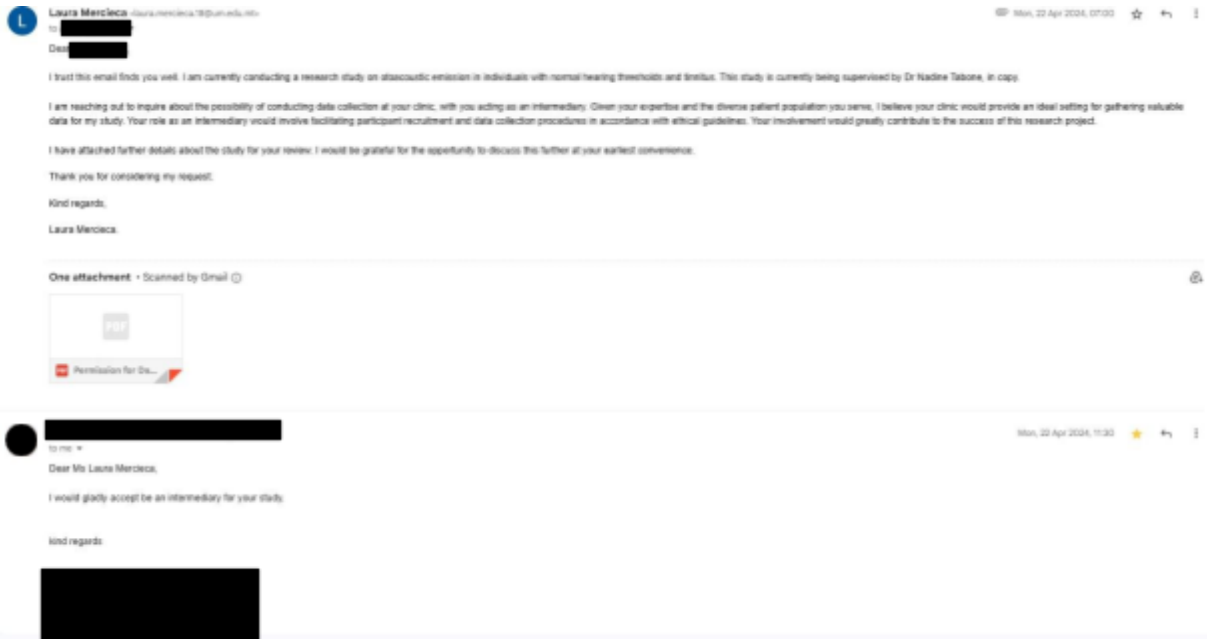 L
Laura Mercieca <laura.mercieca.18@um.edu.mt>
Mon, 22 Apr 2024, 07:00
to
Dear
I trust this email finds you well. I am currently conducting a research study on otoacoustic emission in individuals with normal hearing thresholds and tinnitus. This study is currently being supervised by Dr Nadine Tabone, in copy.
I am reaching out to inquire about the possibility of conducting data collection at your clinic, with you acting as an intermediary. Given your expertise and the diverse patient population you serve, I believe your clinic would provide an ideal setting for gathering valuable
data for my study. Your role as an intermediary would involve facilitating participant recruitment and data collection procedures in accordance with ethical guidelines. Your involvement would greatly contribute to the success of this research project.
I have attached further details about the study for your review. I would be grateful for the opportunity to discuss this further at your earliest convenience.
Thank you for considering my request.
Kind regards,
Laura Mercieca.
One attachment • Scanned by Gmail
PDF
PDF Permission for Da...
Mon, 22 Apr 2024, 11:30
to me
Dear Ms Laura Mercieca,
I would gladly accept be an intermediary for your study.
kind regards